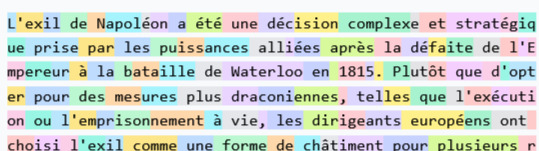 L'exil de Napoléon a été une décision complexe et stratégiq
ue prise par les puissances alliées après la défaite de l'E
mpereur à la bataille de Waterloo en 1815. Plutôt que d'opt
er pour des mesures plus draconiennes, telles que l'exécuti
on ou l'emprisonnement à vie, les dirigeants européens ont
choisi l'exil comme une forme de châtiment pour plusieurs r